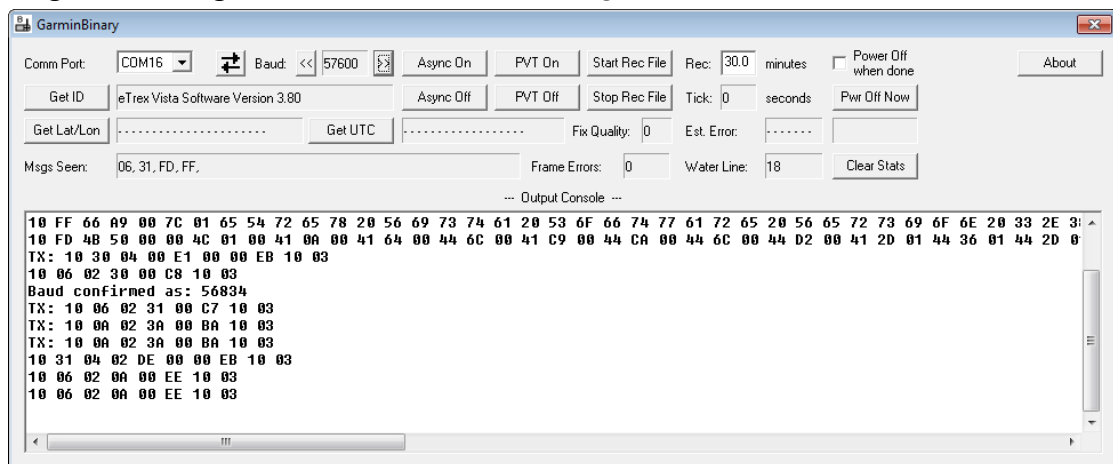 GarminBinary
Comm Port: COM16 Baud: << 57600 >> Async On PVT On Start Rec File Rec: 30.0 minutes Power Off when done About
Get ID eTrex Vista Software Version 3.80 Async Off PVT Off Stop Rec File Tick: 0 seconds Pwr Off Now
Get Lat/Lon - - - - - - - - - - - - - - - - - - - - - Get UTC - - - - - - - - - - - - - - - - - Fix Quality: 0 Est. Error: - - - - - - -
Msgs Seen: 06, 31, FD, FF, Frame Errors: 0 Water Line: 18 Clear Stats
--- Output Console ---
10 FF 66 A9 00 7C 01 65 54 72 65 78 20 56 69 73 74 61 20 53 6F 66 74 77 61 72 65 20 56 65 72 73 69 6F 6E 20 33 2E
10 FD 4B 50 00 00 4C 01 00 41 0A 00 41 64 00 44 6C 00 41 C9 00 44 CA 00 44 6C 00 44 D2 00 41 2D 01 44 36 01 44 2D
TX: 10 30 04 00 E1 00 00 EB 10 03
10 06 02 30 00 C8 10 03
Baud confirmed as: 56834
TX: 10 06 02 31 00 C7 10 03
TX: 10 0A 02 3A 00 BA 10 03
TX: 10 0A 02 3A 00 BA 10 03
10 31 04 02 DE 00 00 EB 10 03
10 06 02 0A 00 EE 10 03
10 06 02 0A 00 EE 10 03